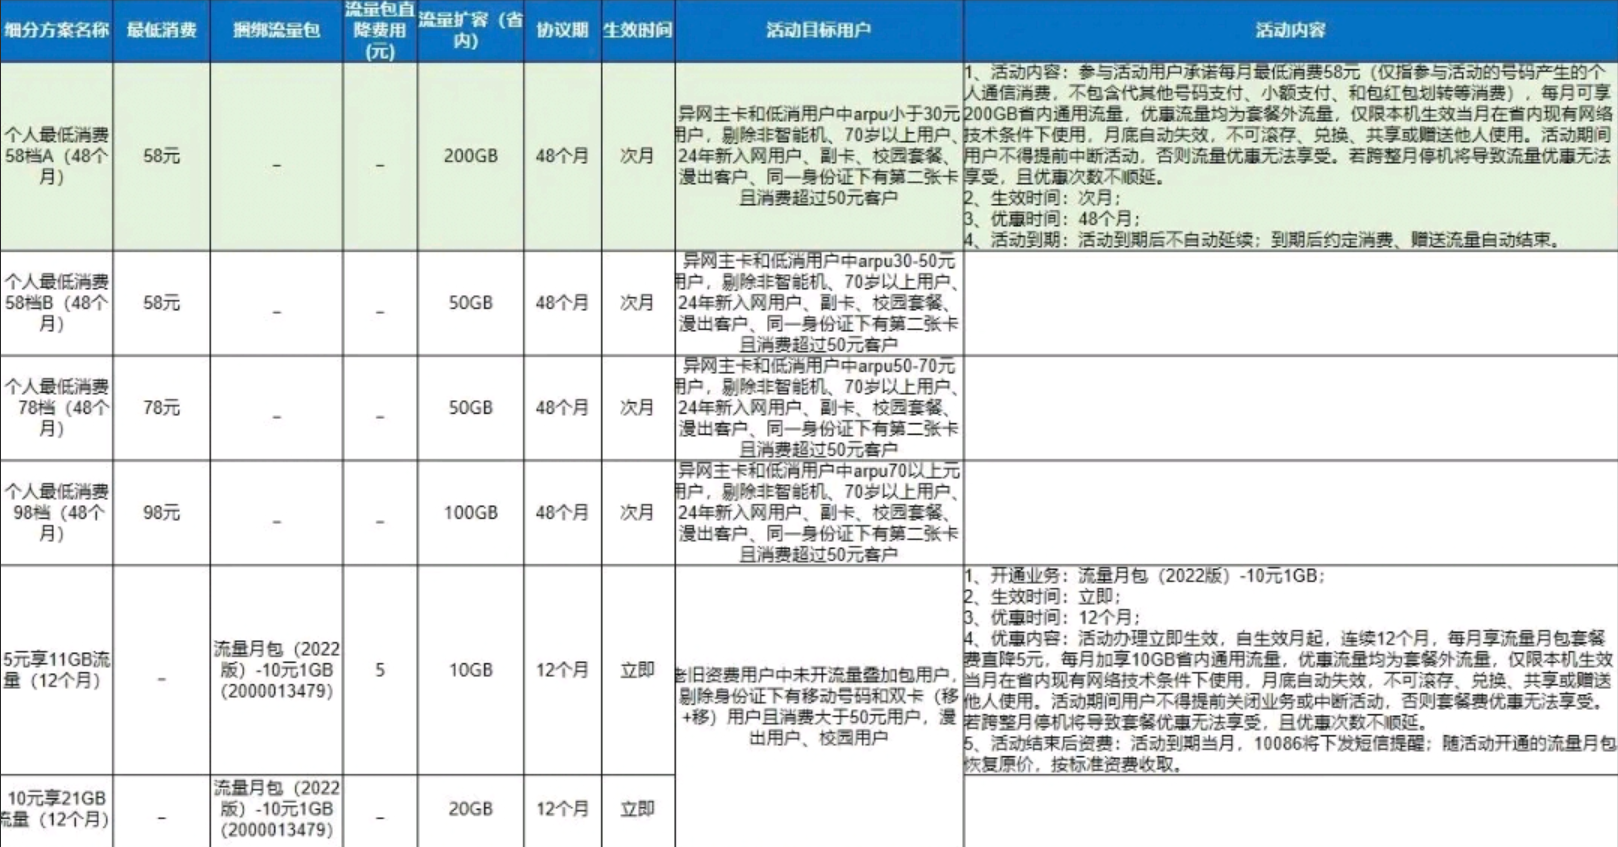 细分方案名称 最低消费 捆绑流量包 流量包直降费用(元) 流量扩容（省内） 协议期 生效时间 活动目标用户 活动内容
个人最低消费
58档A（48个
月）
58元
_
_
200GB
48个月
次月
异网主卡和低消用户中arpu小于30元
用户，剔除非智能机、70岁以上用户、
24年新入网用户、副卡、校园套餐、
漫出客户、同一身份证下有第二张卡
且消费超过50元客户
1、活动内容：参与活动用户承诺每月最低消费58元（仅指参与活动的号码产生的个
人通信消费，不包含代其他号码支付、小额支付、和包红包划转等消费），每月可享
200GB省内通用流量，优惠流量均为套餐外流量，仅限本机生效当月在省内现有网络
技术条件下使用，月底自动失效，不可滚存、兑换、共享或赠送他人使用。活动期间
用户不得提前中断活动，否则流量优惠无法享受。若跨整月停机将导致流量优惠无法
享受，且优惠次数不顺延。
2、生效时间：次月；
3、优惠时间：48个月；
4、活动到期：活动到期后不自动延续；到期后约定消费、赠送流量自动结束。
个人最低消费
58档B（48个
月）
58元
_
_
50GB
48个月
次月
异网主卡和低消用户中arpu30-50元
用户，剔除非智能机、70岁以上用户、
24年新入网用户、副卡、校园套餐、
漫出客户、同一身份证下有第二张卡
且消费超过50元客户
个人最低消费
78档（48个
月）
78元
_
_
50GB
48个月
次月
异网主卡和低消用户中arpu50-70元
用户，剔除非智能机、70岁以上用户、
24年新入网用户、副卡、校园套餐、
漫出客户、同一身份证下有第二张卡
且消费超过50元客户
个人最低消费
98档（48个
月）
98元
_
_
100GB
48个月
次月
异网主卡和低消用户中arpu70以上元
用户，剔除非智能机、70岁以上用户、
24年新入网用户、副卡、校园套餐、
漫出客户、同一身份证下有第二张卡
且消费超过50元客户
5元享11GB流
量（12个月）
_
流量月包（2022
版）-10元1GB
（2000013479）
5
10GB
12个月
立即
老旧资费用户中未开流量叠加包用户，
剔除身份证下有移动号码和双卡（移
+移）用户且消费大于50元用户，漫
出用户、校园用户
1、开通业务：流量月包（2022版）-10元1GB；
2、生效时间：立即；
3、优惠时间：12个月；
4、优惠内容：活动办理立即生效，自生效月起，连续12个月，每月享流量月包套餐
费直降5元，每月加享10GB省内通用流量，优惠流量均为套餐外流量，仅限本机生效
当月在省内现有网络技术条件下使用，月底自动失效，不可滚存、兑换、共享或赠送
他人使用。活动期间用户不得提前关闭业务或中断活动，否则套餐费优惠无法享受。
若跨整月停机将导致套餐优惠无法享受，且优惠次数不顺延。
5、活动结束后资费：活动到期当月，10086将下发短信提醒；随活动开通的流量月包
恢复原价，按标准资费收取。
10元享21GB
流量（12个月）
_
流量月包（2022
版）-10元1GB
（2000013479）
_
20GB
12个月
立即